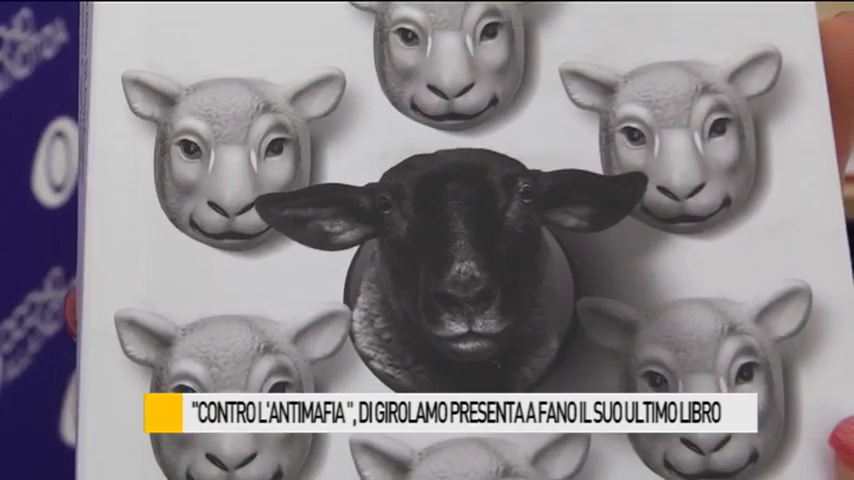 "CONTRO L'ANTIMAFIA", DI GIROLAMO PRESENTA A FANO IL SUO ULTIMO LIBRO